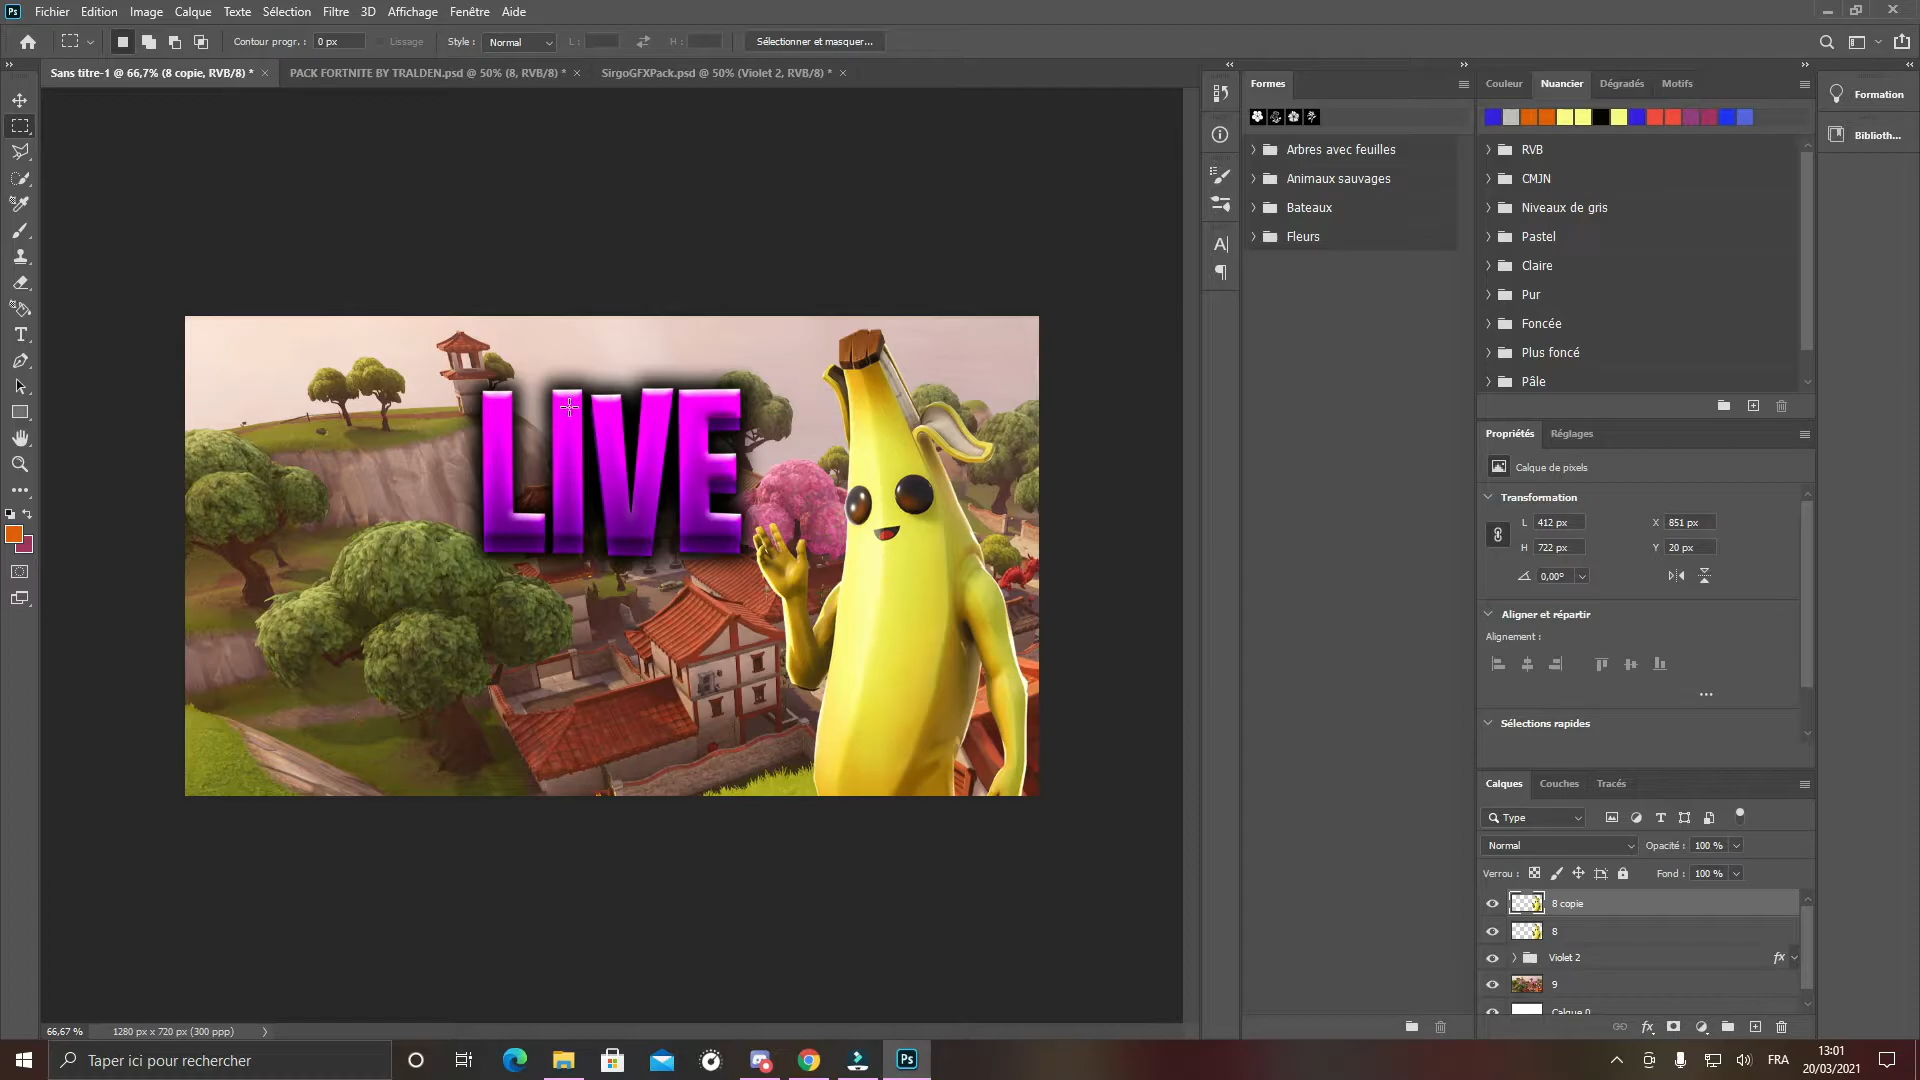 Fichier Edition Image Calque Texte Sélection Filtre 3D Affichage Fenêtre Aide
Contour progr. : 0 px Lissage Style : Normal L : H : Sélectionner et masquer...
Sans titre-1 @ 66,7% (8 copie, RVB/8) * PACK FORTNITE BY TRALDEN.psd @ 50% (8, RVB/8) * SirgoGFXPack.psd @ 50% (Violet 2, RVB/8) *
LIVE
66,67 % 1280 px x 720 px (300 ppp)
Formes
Arbres avec feuilles
Animaux sauvages
Bateaux
Fleurs
Couleur Nuancier Dégradés Motifs
RVB
CMJN
Niveaux de gris
Pastel
Claire
Pur
Foncée
Plus foncé
Pâle
Propriétés Réglages
Calque de pixels
Transformation
L 412 px X 851 px
H 722 px Y 20 px
0,00°
Aligner et répartir
Alignement :
Sélections rapides
Calques Couches Tracés
Type
Normal Opacité : 100 %
Verrou : Fond : 100 %
8 copie
8
Violet 2 fx
9
Calque 0
fx
Formation
Biblioth...
Taper ici pour rechercher
Ps
FRA
13:01
20/03/2021